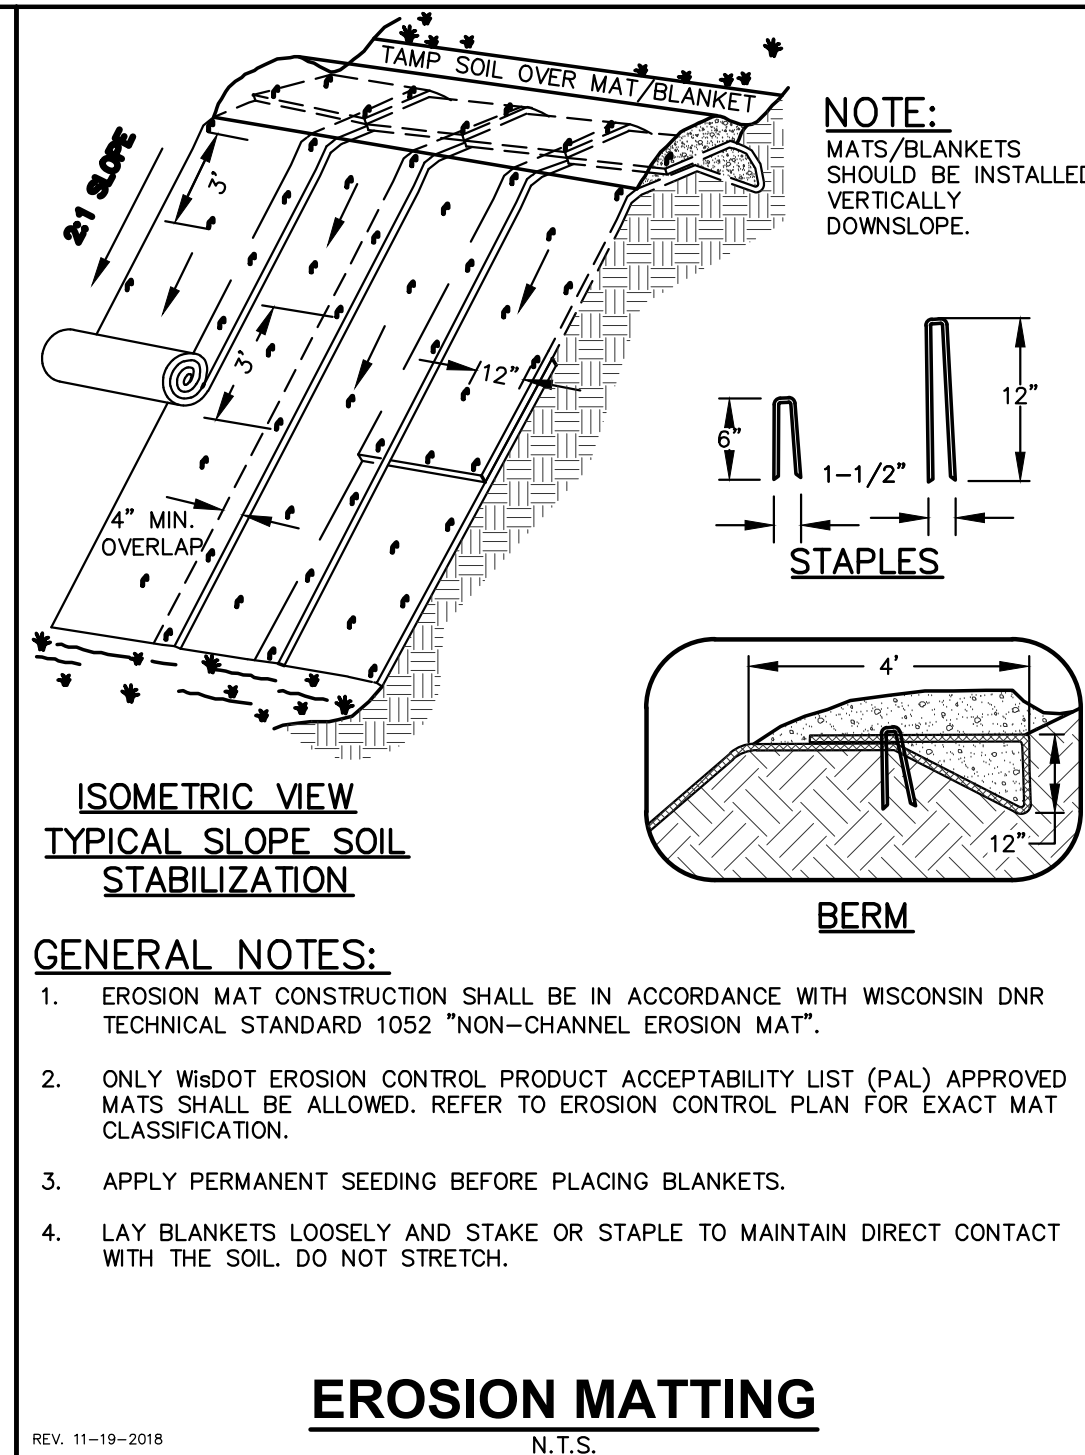 TAMP SOIL OVER MAT/BLANKET
2:1 SLOPE
3'
3'
12"
4" MIN.
OVERLAP
NOTE:
MATS/BLANKETS
SHOULD BE INSTALLED
VERTICALLY
DOWNSLOPE.
6"
1-1/2"
12"
STAPLES
4'
12"
BERM
ISOMETRIC VIEW
TYPICAL SLOPE SOIL
STABILIZATION
GENERAL NOTES:
1. EROSION MAT CONSTRUCTION SHALL BE IN ACCORDANCE WITH WISCONSIN DNR
TECHNICAL STANDARD 1052 "NON-CHANNEL EROSION MAT".
2. ONLY WisDOT EROSION CONTROL PRODUCT ACCEPTABILITY LIST (PAL) APPROVED
MATS SHALL BE ALLOWED. REFER TO EROSION CONTROL PLAN FOR EXACT MAT
CLASSIFICATION.
3. APPLY PERMANENT SEEDING BEFORE PLACING BLANKETS.
4. LAY BLANKETS LOOSELY AND STAKE OR STAPLE TO MAINTAIN DIRECT CONTACT
WITH THE SOIL. DO NOT STRETCH.
EROSION MATTING
N.T.S.
REV. 11-19-2018